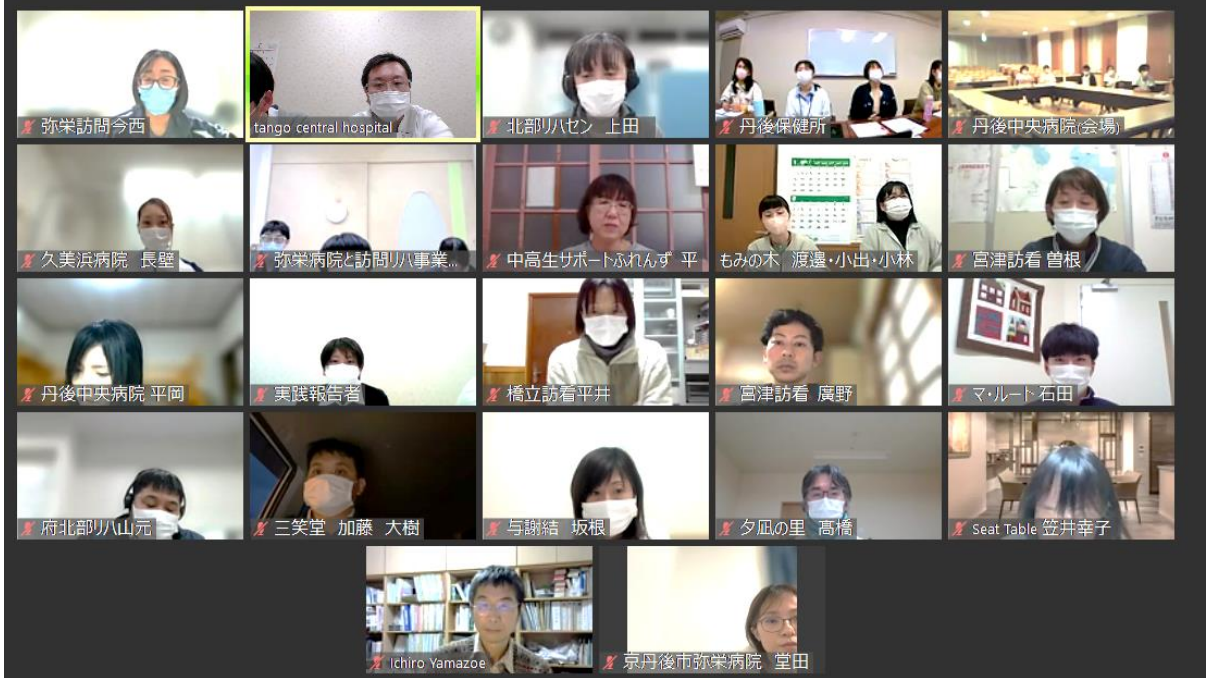 弥栄訪問今西
tango central hospital
北部リハセン 上田
丹後保健所
丹後中央病院(会場)
久美浜病院 長壁
弥栄病院と訪問リハ事業...
中高生サポートふれんず 平
もみの木 渡邉・小出・小林
宮津訪看 曽根
丹後中央病院 平岡
実践報告者
橋立訪看平井
宮津訪看 廣野
マ・ルート 石田
府北部リハ山元
三笑堂 加藤 大樹
与謝結 坂根
夕凪の里 髙橋
Seat Table 笠井幸子
Ichiro Yamazoe
京丹後市弥栄病院 堂田